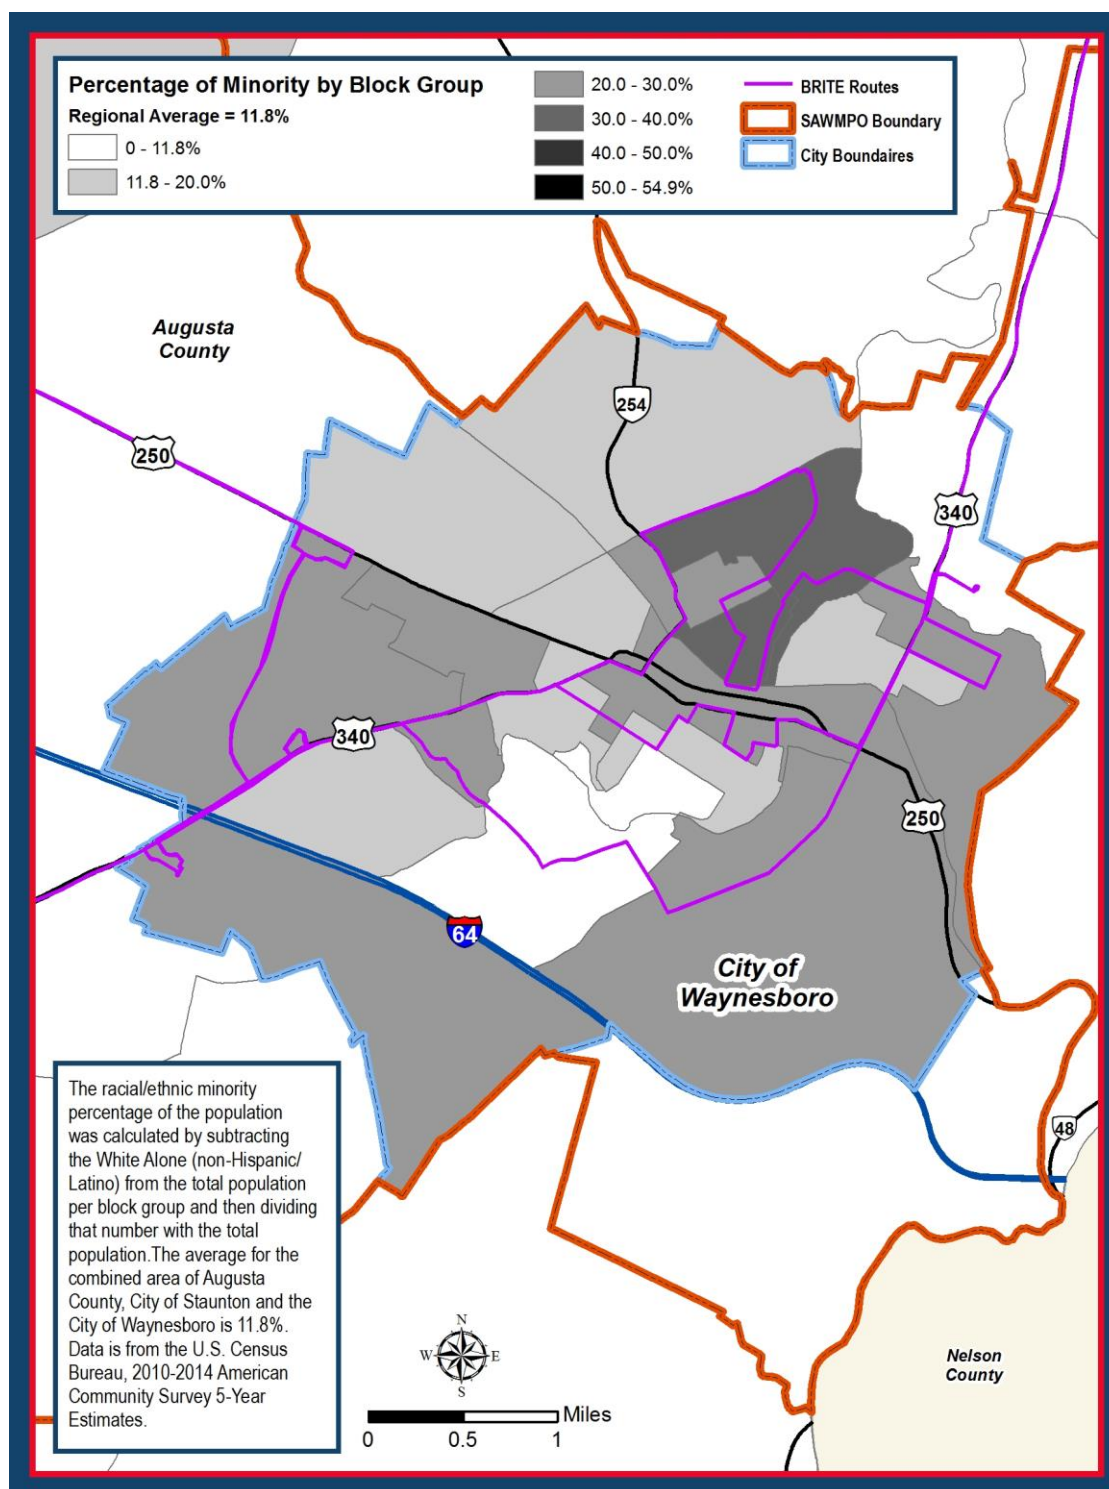 Percentage of Minority by Block Group
Regional Average = 11.8%
0 - 11.8%
11.8 - 20.0%
20.0 - 30.0%
30.0 - 40.0%
40.0 - 50.0%
50.0 - 54.9%
BRITE Routes
SAWMPO Boundary
City Boundaires
Augusta
County
254
250
340
340
250
64
City of
Waynesboro
48
The racial/ethnic minority
percentage of the population
was calculated by subtracting
the White Alone (non-Hispanic/
Latino) from the total population
per block group and then dividing
that number with the total
population.The average for the
combined area of Augusta
County, City of Staunton and the
City of Waynesboro is 11.8%.
Data is from the U.S. Census
Bureau, 2010-2014 American
Community Survey 5-Year
Estimates.
N
W E
S
Miles
0 0.5 1
Nelson
County